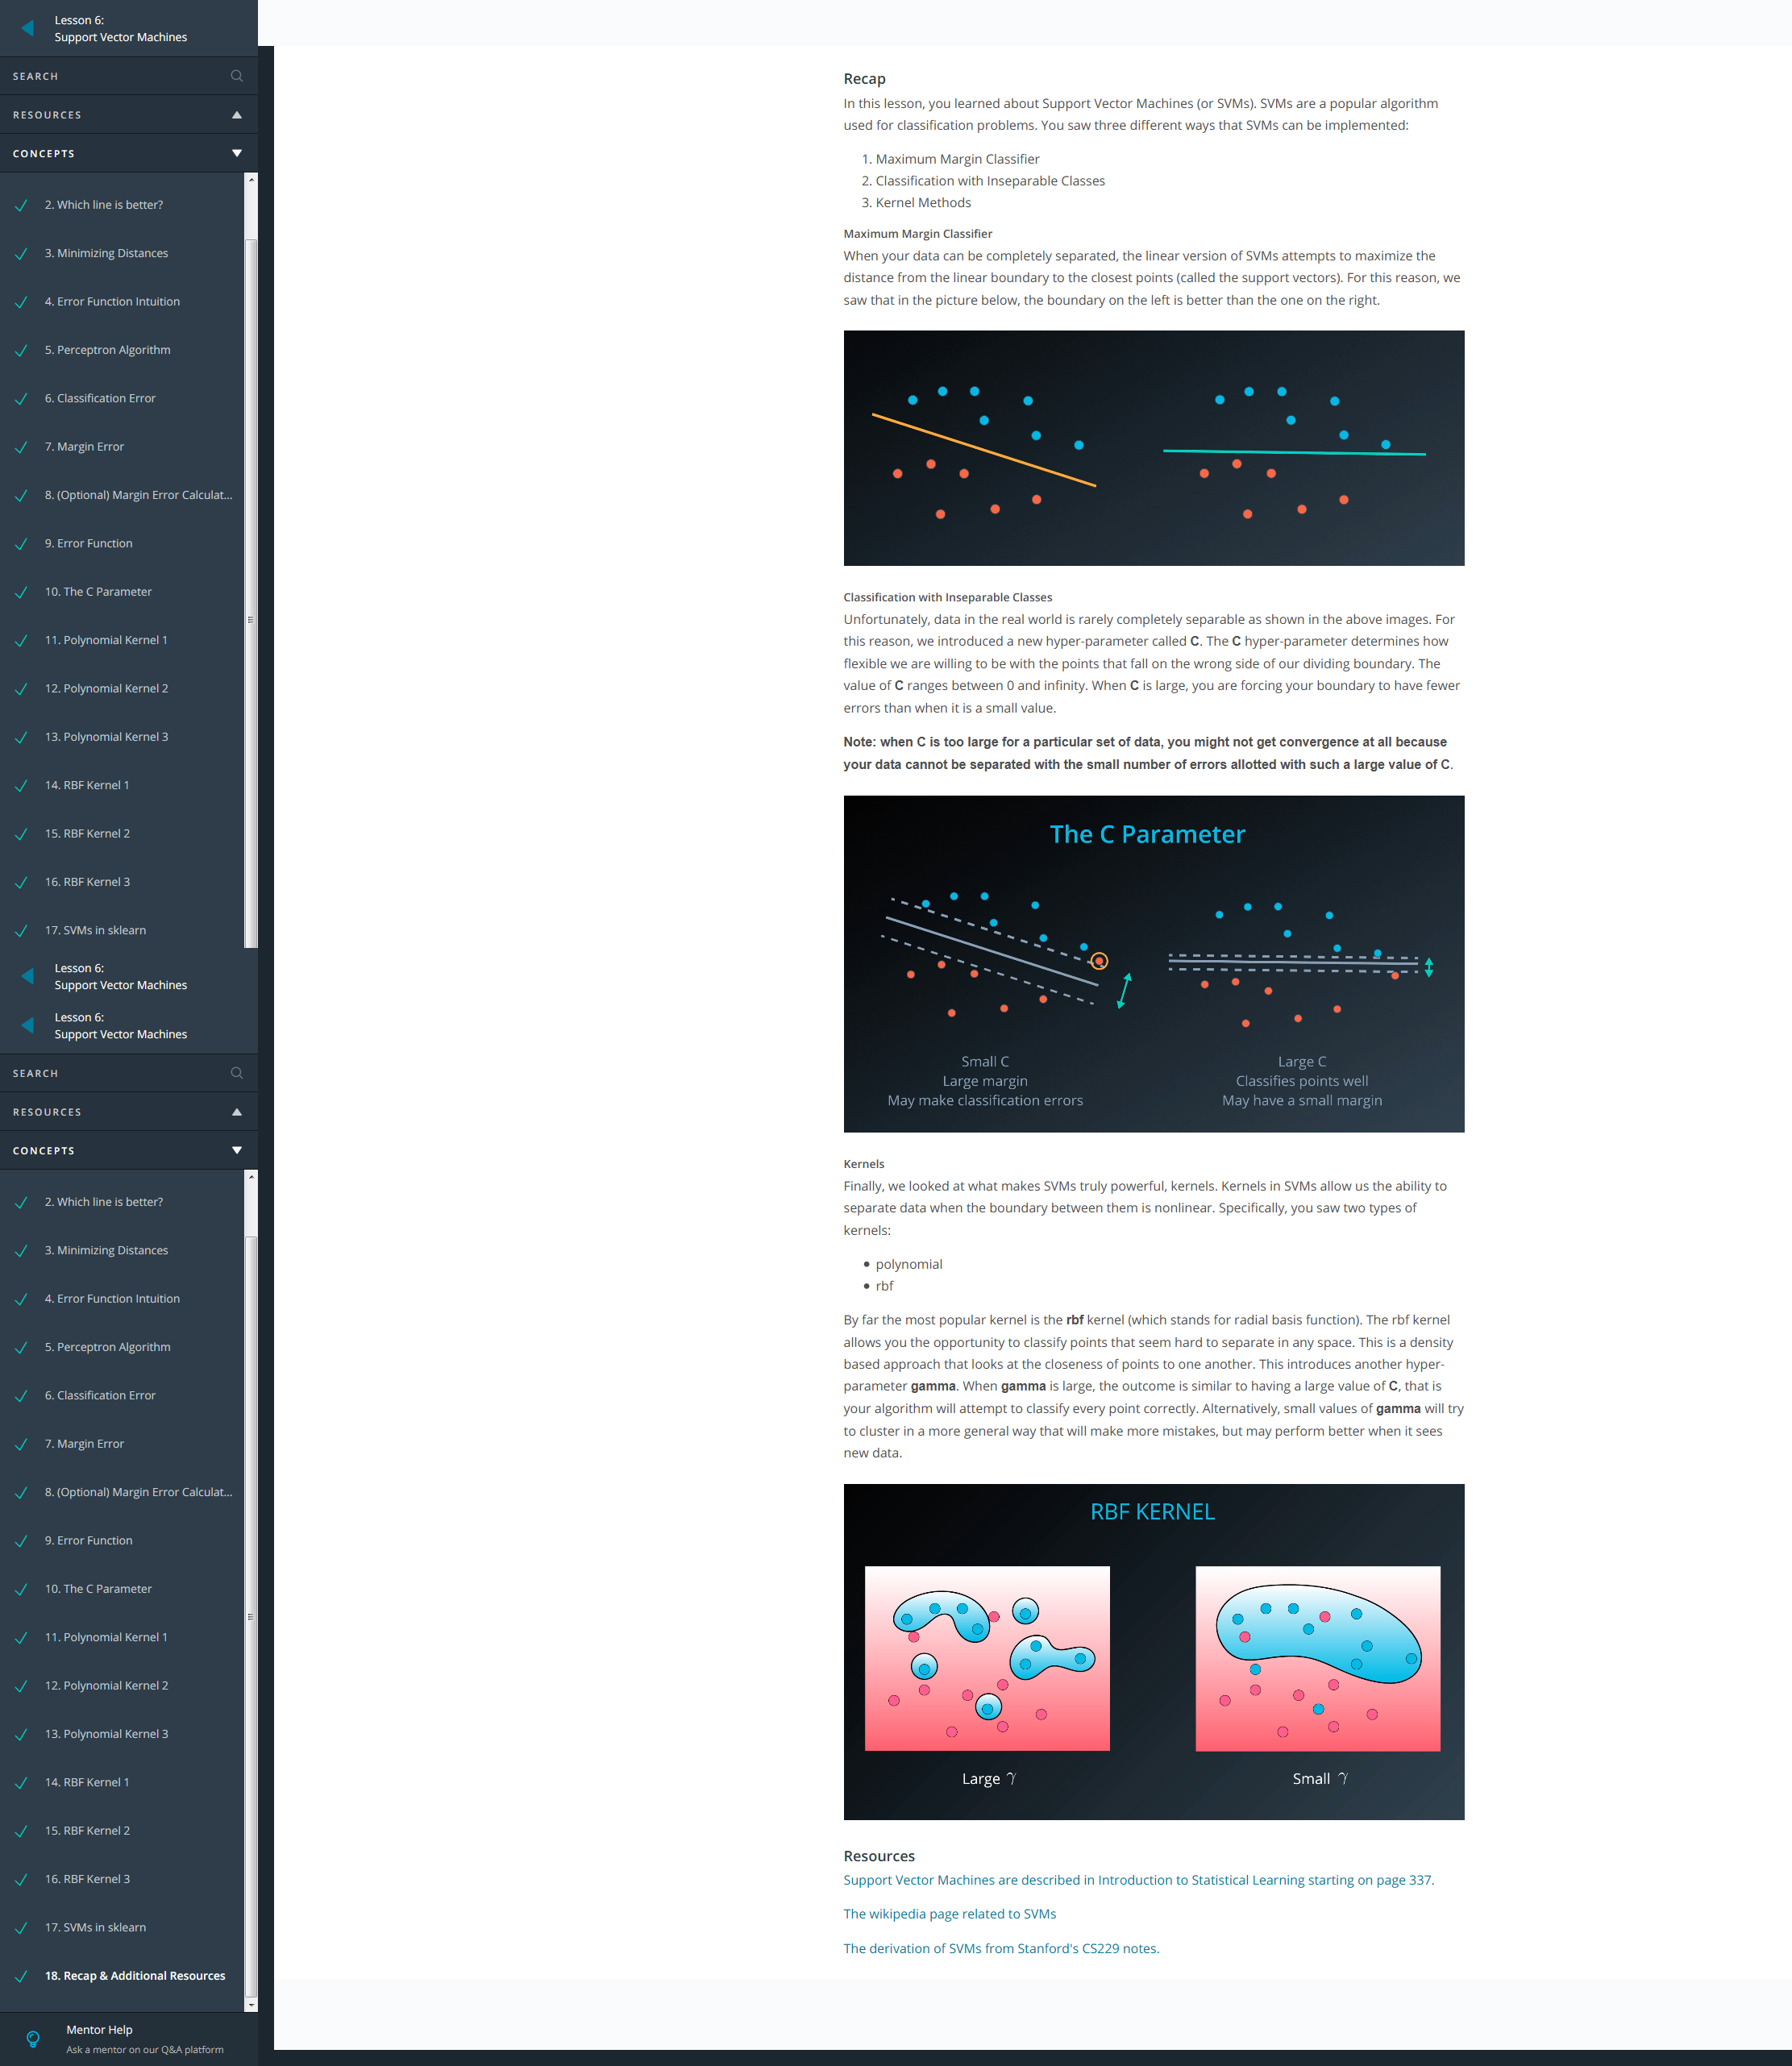 Lesson 6:
Support Vector Machines
SEARCH
RESOURCES
CONCEPTS
2. Which line is better?
3. Minimizing Distances
4. Error Function Intuition
5. Perceptron Algorithm
6. Classification Error
7. Margin Error
8. (Optional) Margin Error Calculat...
9. Error Function
10. The C Parameter
11. Polynomial Kernel 1
12. Polynomial Kernel 2
13. Polynomial Kernel 3
14. RBF Kernel 1
15. RBF Kernel 2
16. RBF Kernel 3
17. SVMs in sklearn
Lesson 6:
Support Vector Machines
Lesson 6:
Support Vector Machines
SEARCH
RESOURCES
CONCEPTS
2. Which line is better?
3. Minimizing Distances
4. Error Function Intuition
5. Perceptron Algorithm
6. Classification Error
7. Margin Error
8. (Optional) Margin Error Calculat...
9. Error Function
10. The C Parameter
11. Polynomial Kernel 1
12. Polynomial Kernel 2
13. Polynomial Kernel 3
14. RBF Kernel 1
15. RBF Kernel 2
16. RBF Kernel 3
17. SVMs in sklearn
18. Recap & Additional Resources
Mentor Help
Ask a mentor on our Q&A platform
Recap
In this lesson, you learned about Support Vector Machines (or SVMs). SVMs are a popular algorithm
used for classification problems. You saw three different ways that SVMs can be implemented:
1. Maximum Margin Classifier
2. Classification with Inseparable Classes
3. Kernel Methods
Maximum Margin Classifier
When your data can be completely separated, the linear version of SVMs attempts to maximize the
distance from the linear boundary to the closest points (called the support vectors). For this reason, we
saw that in the picture below, the boundary on the left is better than the one on the right.
Classification with Inseparable Classes
Unfortunately, data in the real world is rarely completely separable as shown in the above images. For
this reason, we introduced a new hyper-parameter called C. The C hyper-parameter determines how
flexible we are willing to be with the points that fall on the wrong side of our dividing boundary. The
value of C ranges between 0 and infinity. When C is large, you are forcing your boundary to have fewer
errors than when it is a small value.
Note: when C is too large for a particular set of data, you might not get convergence at all because
your data cannot be separated with the small number of errors allotted with such a large value of C.
The C Parameter
Small C
Large margin
May make classification errors
Large C
Classifies points well
May have a small margin
Kernels
Finally, we looked at what makes SVMs truly powerful, kernels. Kernels in SVMs allow us the ability to
separate data when the boundary between them is nonlinear. Specifically, you saw two types of
kernels:
• polynomial
• rbf
By far the most popular kernel is the rbf kernel (which stands for radial basis function). The rbf kernel
allows you the opportunity to classify points that seem hard to separate in any space. This is a density
based approach that looks at the closeness of points to one another. This introduces another hyper-
parameter gamma. When gamma is large, the outcome is similar to having a large value of C, that is
your algorithm will attempt to classify every point correctly. Alternatively, small values of gamma will try
to cluster in a more general way that will make more mistakes, but may perform better when it sees
new data.
RBF KERNEL
Large γ
Small γ
Resources
Support Vector Machines are described in Introduction to Statistical Learning starting on page 337.
The wikipedia page related to SVMs
The derivation of SVMs from Stanford's CS229 notes.